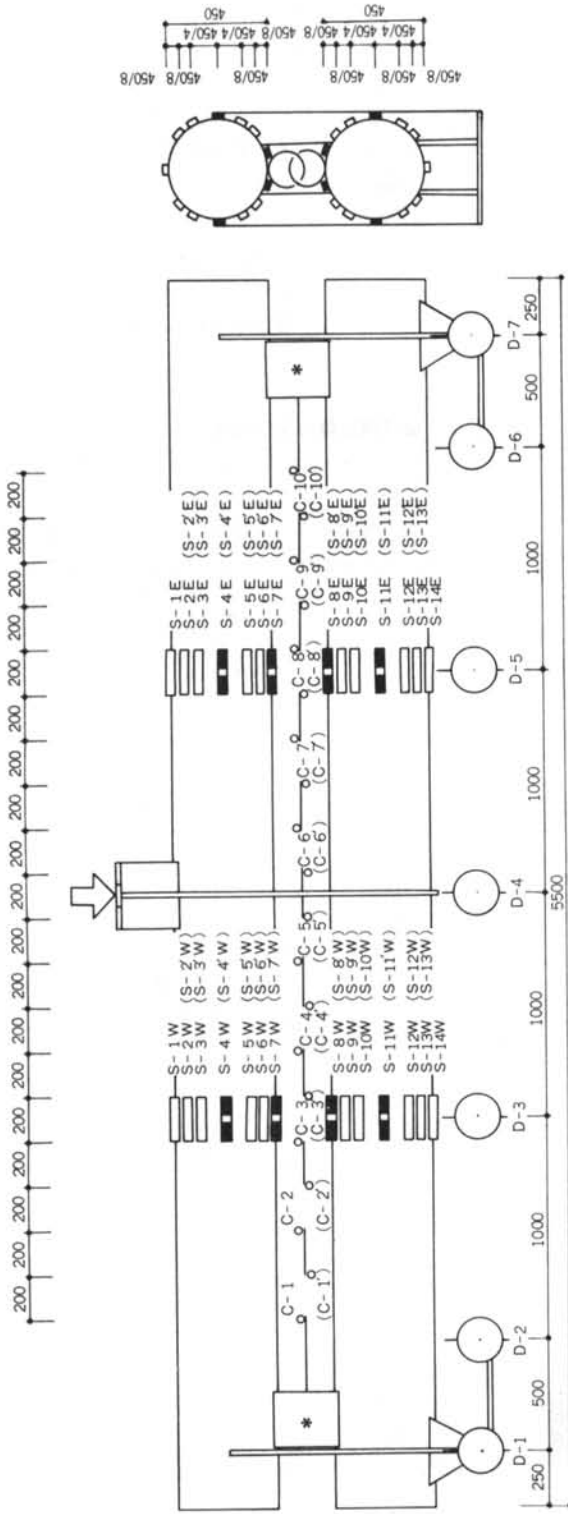 200 200 200 200 200 200 200 200 200 200 200 200 200 200 200 200 200 200 200
S-1W
S-2W (S-2'W)
S-3W (S-3'W)
S-4W (S-4'W)
S-5W (S-5'W)
S-6W (S-6'W)
S-7W (S-7'W)
S-8W (S-8'W)
S-9W (S-9'W)
S-10W (S-10'W)
S-11W (S-11'W)
S-12W (S-12'W)
S-13W (S-13'W)
S-14W
S-1E
S-2E (S-2'E)
S-3E (S-3'E)
S-4E (S-4'E)
S-5E (S-5'E)
S-6E (S-6'E)
S-7E (S-7'E)
S-8E (S-8'E)
S-9E (S-9'E)
S-10E (S-10'E)
S-11E (S-11'E)
S-12E (S-12'E)
S-13E (S-13'E)
S-14E
* C-1 C-2 C-3 C-4 C-5 C-6 C-7 C-8 C-9 C-10 *
(C-1') (C-2') (C-3') (C-4') (C-5') (C-6') (C-7') (C-8') (C-9') (C-10')
D-1 D-2 D-3 D-4 D-5 D-6 D-7
250 500 1000 1000 1000 1000 500 250
5500
450/8
450/8
450/4
450/4
450/8
450/8
450
450/8
450/8
450/4
450/4
450/8
450/8
450